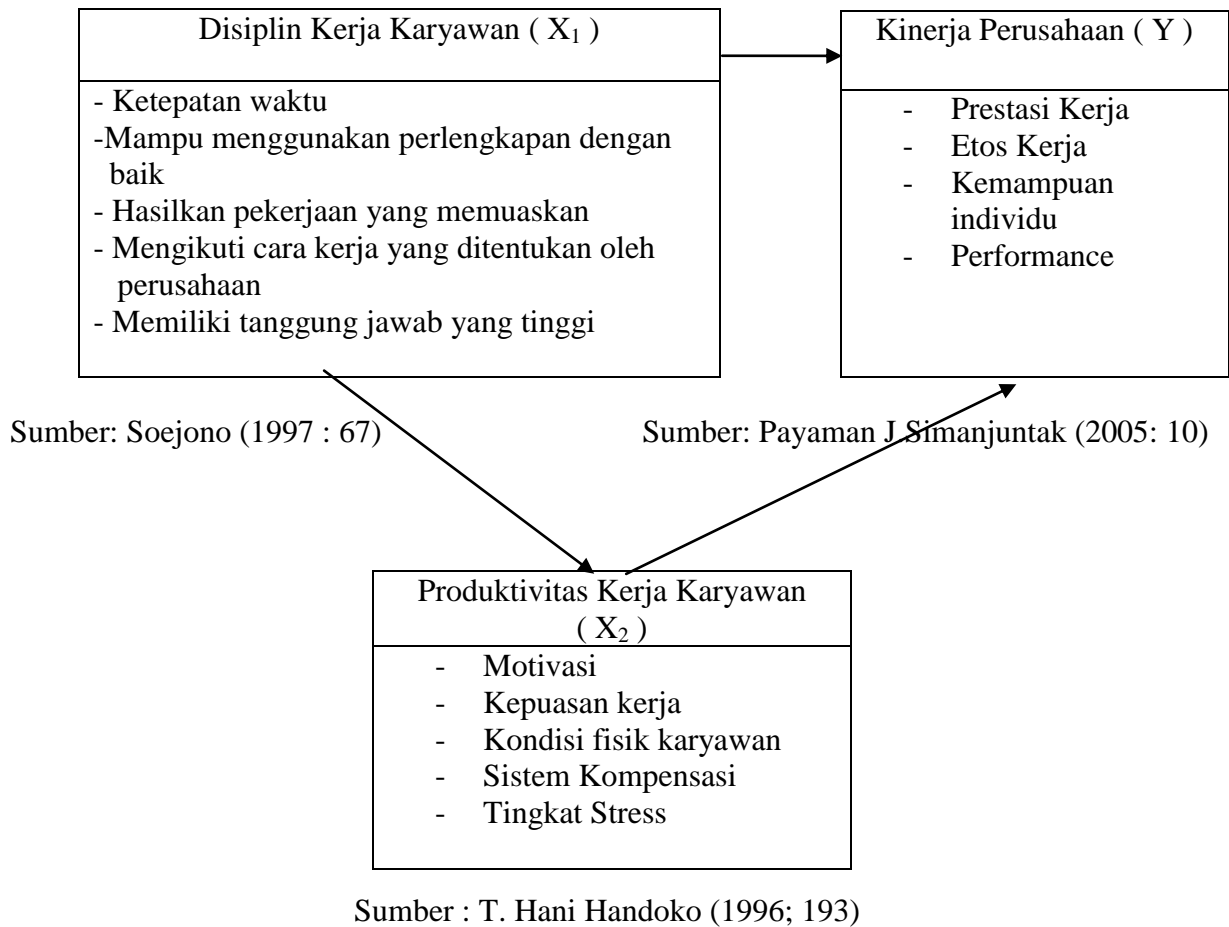 Disiplin Kerja Karyawan ( X₁ )
- Ketepatan waktu
-Mampu menggunakan perlengkapan dengan
baik
- Hasilkan pekerjaan yang memuaskan
- Mengikuti cara kerja yang ditentukan oleh
perusahaan
- Memiliki tanggung jawab yang tinggi
Sumber: Soejono (1997 : 67)
Kinerja Perusahaan ( Y )
- Prestasi Kerja
- Etos Kerja
- Kemampuan
individu
- Performance
Sumber: Payaman J Simanjuntak (2005: 10)
Produktivitas Kerja Karyawan
( X₂ )
- Motivasi
- Kepuasan kerja
- Kondisi fisik karyawan
- Sistem Kompensasi
- Tingkat Stress
Sumber : T. Hani Handoko (1996; 193)